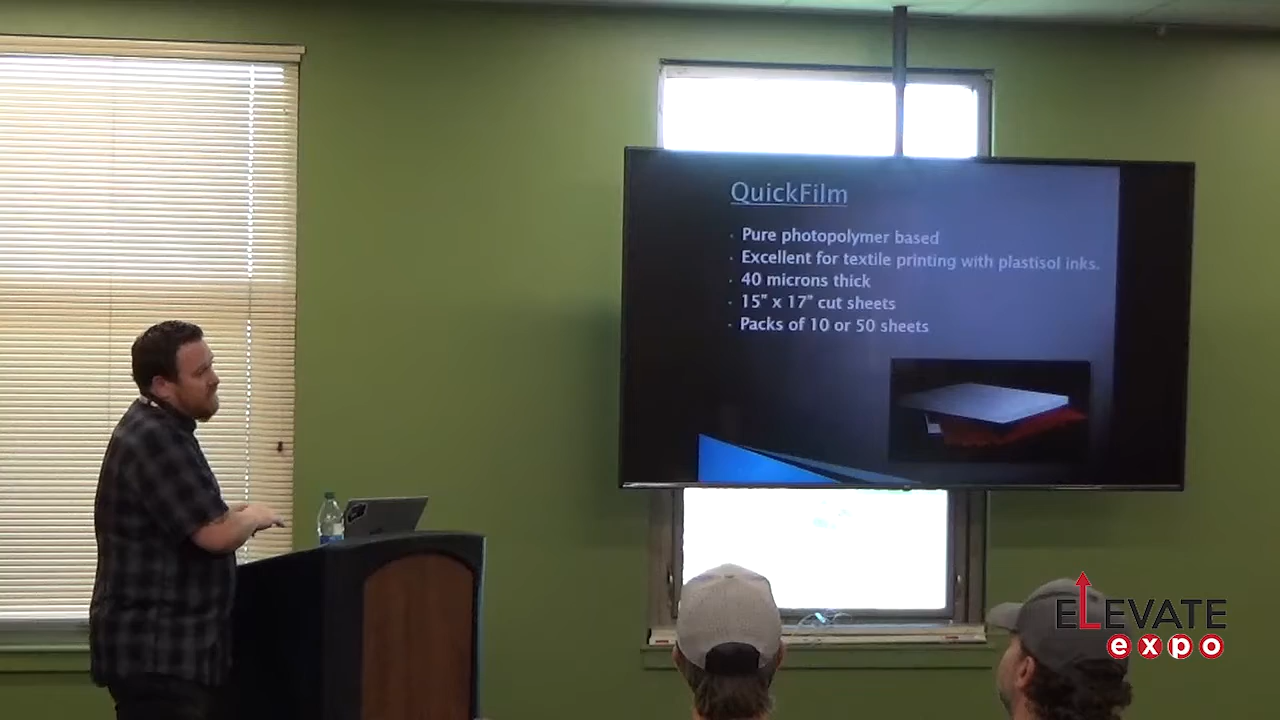 QuickFilm
Pure photopolymer based
Excellent for textile printing with plastisol inks.
40 microns thick
15" x 17" cut sheets
Packs of 10 or 50 sheets
ELEVATE
expo